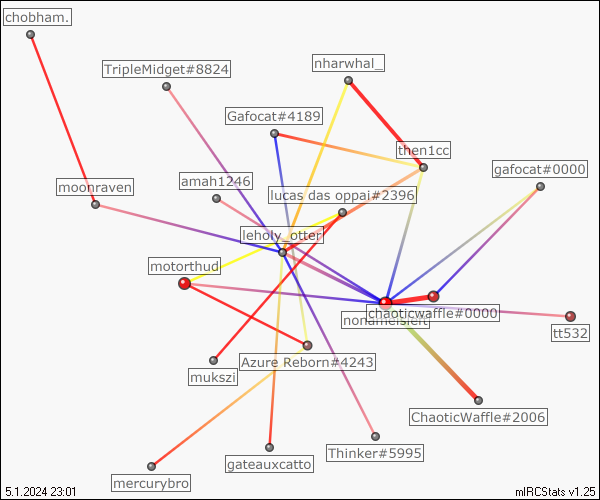 chobham.
TripleMidget#8824
nharwhal_
Gafocat#4189
then1cc
gafocat#0000
amah1246
moonraven
lucas das oppai#2396
leholy_otter
motorthud
chaoticwaffle#0000
tt532
Azure Reborn#4243
mukszi
ChaoticWaffle#2006
Thinker#5995
gateauxcatto
mercurybro
5.1.2024 23:01
mIRCStats v1.25